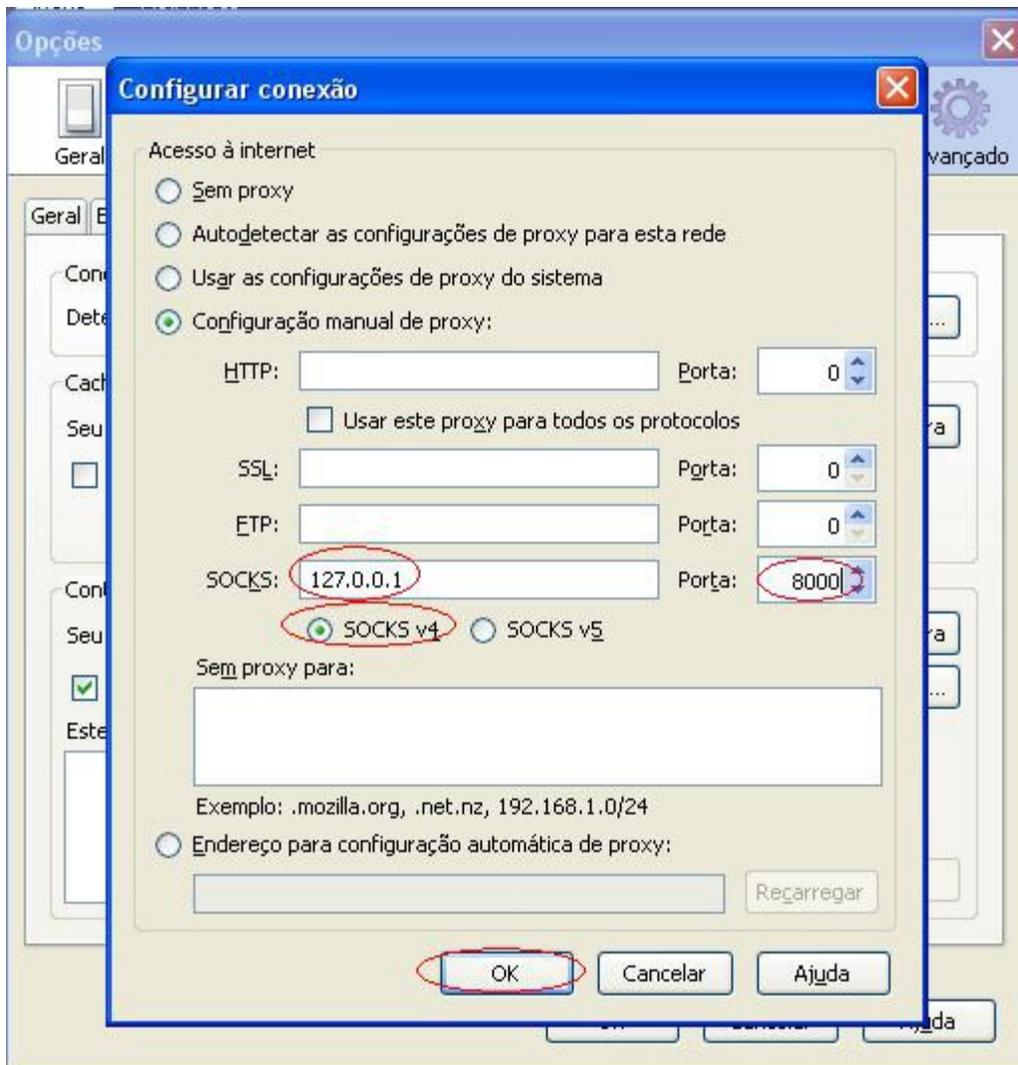 Opções
Configurar conexão
Geral
Acesso à internet
Sem proxy
Autodetectar as configurações de proxy para esta rede
Usar as configurações de proxy do sistema
Configuração manual de proxy:
HTTP: Porta: 0
Usar este proxy para todos os protocolos
SSL: Porta: 0
FTP: Porta: 0
SOCKS: 127.0.0.1 Porta: 8000
SOCKS v4 SOCKS v5
Sem proxy para:
Exemplo: .mozilla.org, .net.nz, 192.168.1.0/24
Endereço para configuração automática de proxy:
Recarregar
OK Cancelar Ajuda
Geral
Seu
Seu
Este